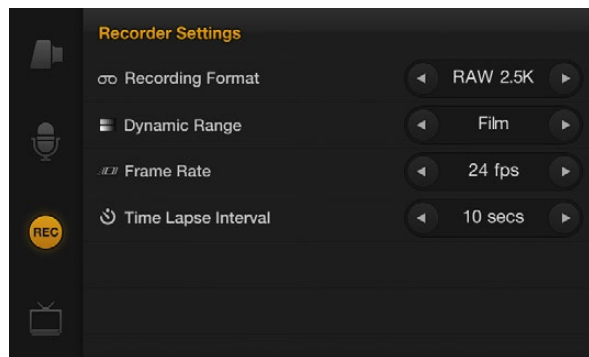 Recorder Settings
Recording Format RAW 2.5K
Dynamic Range Film
Frame Rate 24 fps
REC
Time Lapse Interval 10 secs